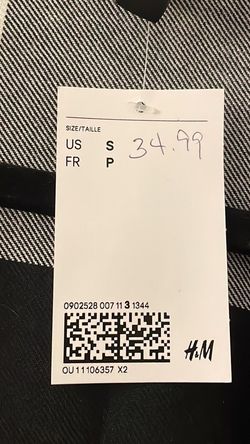 SIZE/TAILLE
US S 34.99
FR P
0902528 007 11 3 1344
H&M
OU11106357 X2